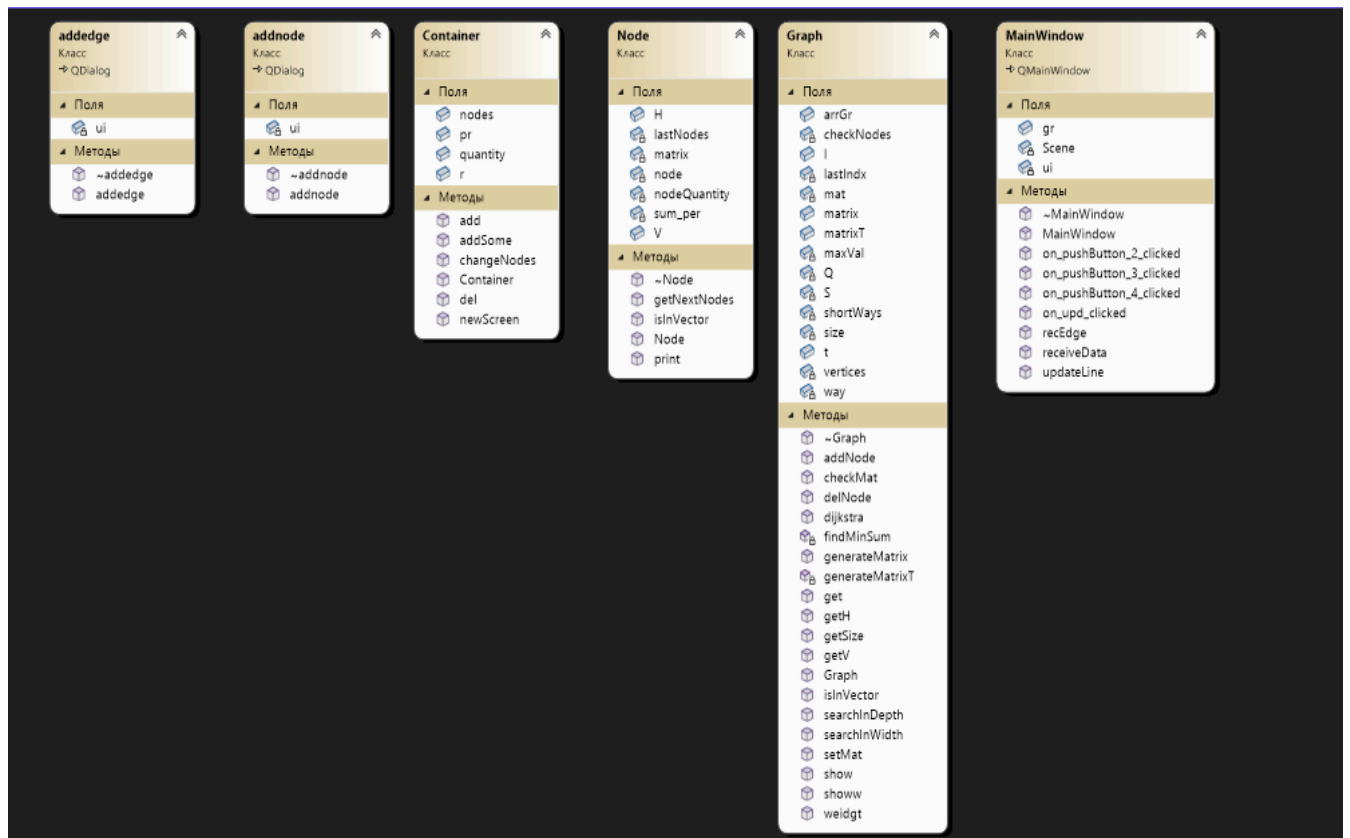 addedge
Класс
QDialog
Поля
ui
Методы
~addedge
addedge
addnode
Класс
QDialog
Поля
ui
Методы
~addnode
addnode
Container
Класс
Поля
nodes
pr
quantity
r
Методы
add
addSome
changeNodes
Container
del
newScreen
Node
Класс
Поля
H
lastNodes
matrix
node
nodeQuantity
sum_per
V
Методы
~Node
getNextNodes
isInVector
Node
print
Graph
Класс
Поля
arrGr
checkNodes
l
lastIndx
mat
matrix
matrixT
maxVal
Q
S
shortWays
size
t
vertices
way
Методы
~Graph
addNode
checkMat
delNode
dijkstra
findMinSum
generateMatrix
generateMatrixT
get
getH
getSize
getV
Graph
isInVector
searchInDepth
searchInWidth
setMat
show
showw
weidgt
MainWindow
Класс
QMainWindow
Поля
gr
Scene
ui
Методы
~MainWindow
MainWindow
on_pushButton_2_clicked
on_pushButton_3_clicked
on_pushButton_4_clicked
on_upd_clicked
recEdge
receiveData
updateLine